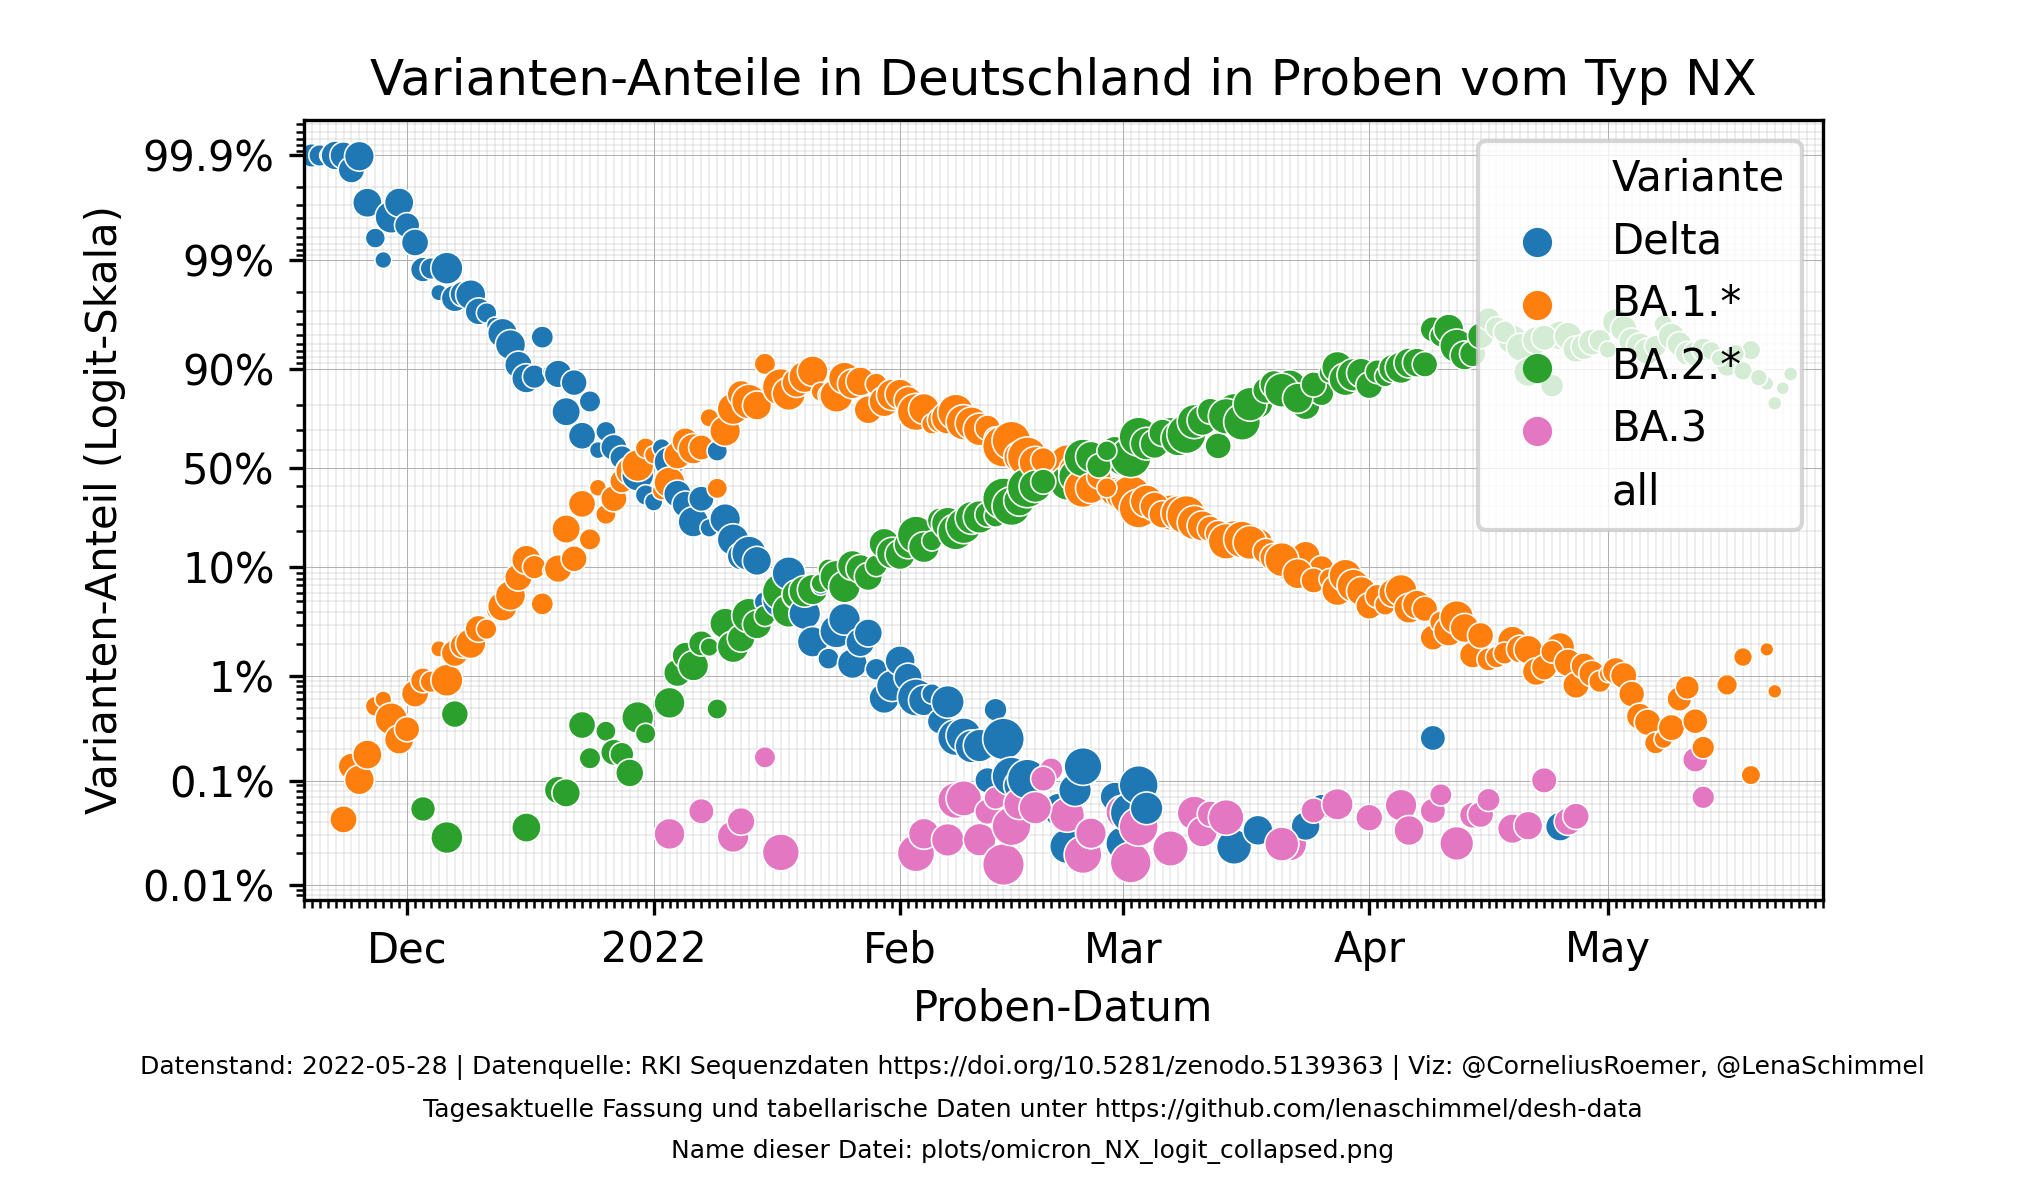 Varianten-Anteile in Deutschland in Proben vom Typ NX
Varianten-Anteil (Logit-Skala)
99.9%
99%
90%
50%
10%
1%
0.1%
0.01%
Variante
Delta
BA.1.*
BA.2.*
BA.3
all
Dec 2022 Feb Mar Apr May
Proben-Datum
Datenstand: 2022-05-28 | Datenquelle: RKI Sequenzdaten https://doi.org/10.5281/zenodo.5139363 | Viz: @CorneliusRoemer, @LenaSchimmel
Tagesaktuelle Fassung und tabellarische Daten unter https://github.com/lenaschimmel/desh-data
Name dieser Datei: plots/omicron_NX_logit_collapsed.png